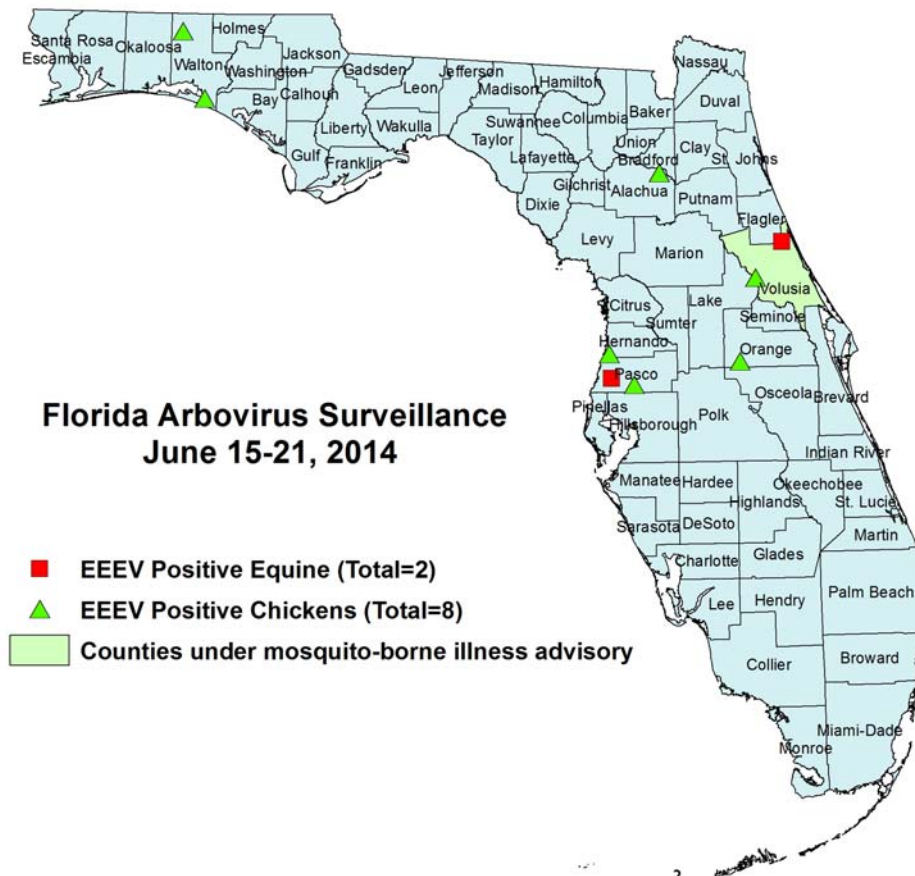 Holmes
Santa Rosa
Okaloosa
Jackson
Escambia
Walton
Washington
Gadsden
Jefferson
Nassau
Bay
Calhouh
Leon
Madison
Hamilton
Baker
Duval
Liberty
Wakulla
Suwannee
Columbia
Taylor
Union
Clay
St. Johns
Gulf
Franklin
Lafayette
Bradford
Gilchrist
Alachua
Putnam
Dixie
Flagler
Levy
Marion
Volusia
Lake
Citrus
Seminole
Sumter
Hernando
Orange
Pasco
Osceola
Brevard
Pinellas
Polk
Hillsborough
Florida Arbovirus Surveillance
June 15-21, 2014
Indian River
Manatee
Hardee
Okeechobee
Highlands
St. Lucie
Sarasota
DeSoto
Martin
Charlotte
Glades
EEEV Positive Equine (Total=2)
Lee
Hendry
Palm Beach
EEEV Positive Chickens (Total=8)
Counties under mosquito-borne illness advisory
Collier
Broward
Miami-Dade
Monroe
2